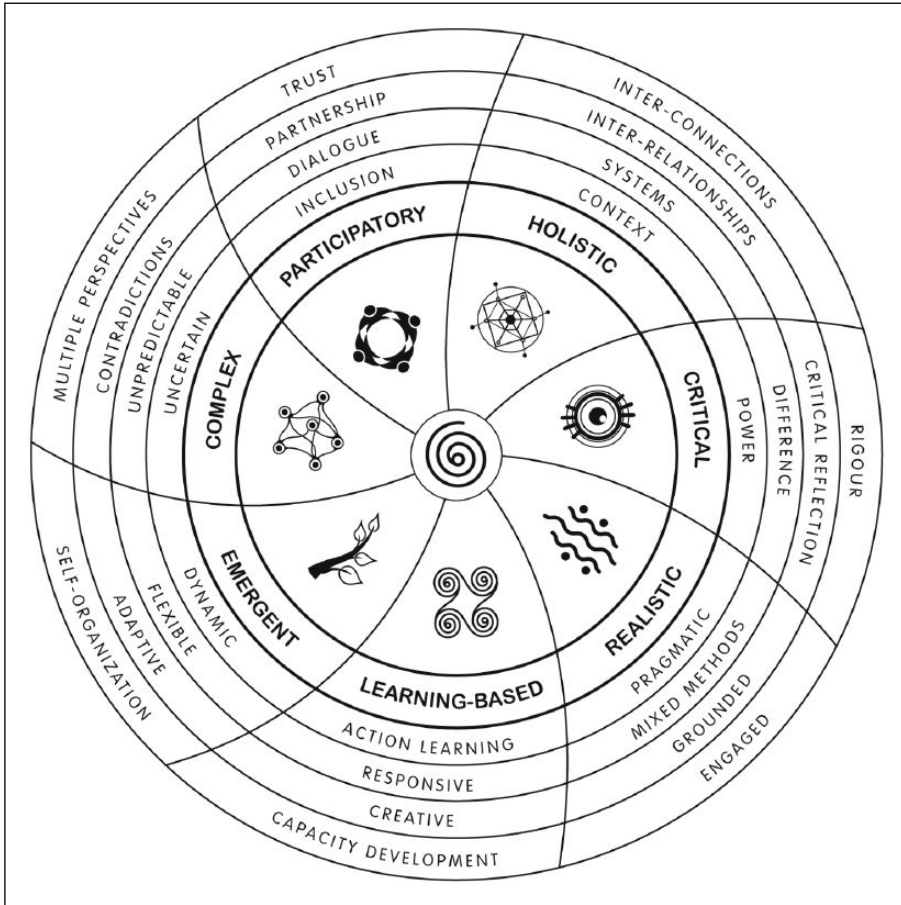 TRUST
PARTNERSHIP
DIALOGUE
INCLUSION
PARTICIPATORY
INTER-CONNECTIONS
INTER-RELATIONSHIPS
SYSTEMS
CONTEXT
HOLISTIC
RIGOUR
CRITICAL REFLECTION
DIFFERENCE
POWER
CRITICAL
ENGAGED
GROUNDED
MIXED METHODS
PRAGMATIC
REALISTIC
LEARNING-BASED
ACTION LEARNING
RESPONSIVE
CREATIVE
CAPACITY DEVELOPMENT
EMERGENT
DYNAMIC
FLEXIBLE
ADAPTIVE
SELF-ORGANIZATION
COMPLEX
UNCERTAIN
UNPREDICTABLE
CONTRADICTIONS
MULTIPLE PERSPECTIVES